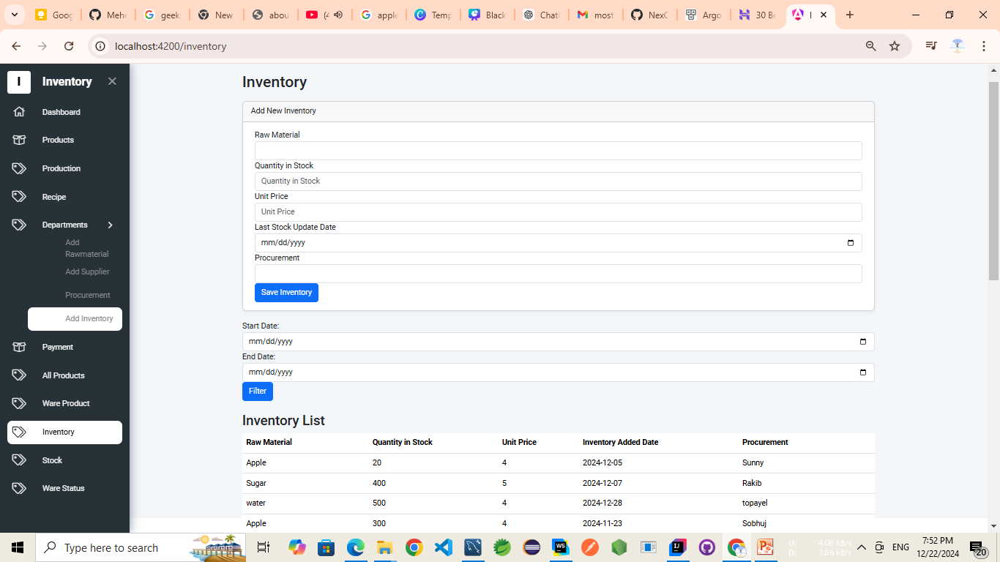 Goog
Mehe
geek
New
abou
(4
apple
Temp
Black
Chat
most
NexC
Argo
30 Be
I
localhost:4200/inventory
I
Inventory
Dashboard
Products
Production
Recipe
Departments
Add
Rawmaterial
Add Supplier
Procurement
Add Inventory
Payment
All Products
Ware Product
Inventory
Stock
Ware Status
Inventory
Add New Inventory
Raw Material
Quantity in Stock
Quantity in Stock
Unit Price
Unit Price
Last Stock Update Date
mm/dd/yyyy
Procurement
Save Inventory
Start Date:
mm/dd/yyyy
End Date:
mm/dd/yyyy
Filter
Inventory List
Raw Material Quantity in Stock Unit Price Inventory Added Date Procurement
Apple 20 4 2024-12-05 Sunny
Sugar 400 5 2024-12-07 Rakib
water 500 4 2024-12-28 topayel
Apple 300 4 2024-11-23 Sobhuj
Type here to search
WS
U: 4.08 kB/s
D: 3.86 kB/s
ENG
7:52 PM
12/22/2024
20